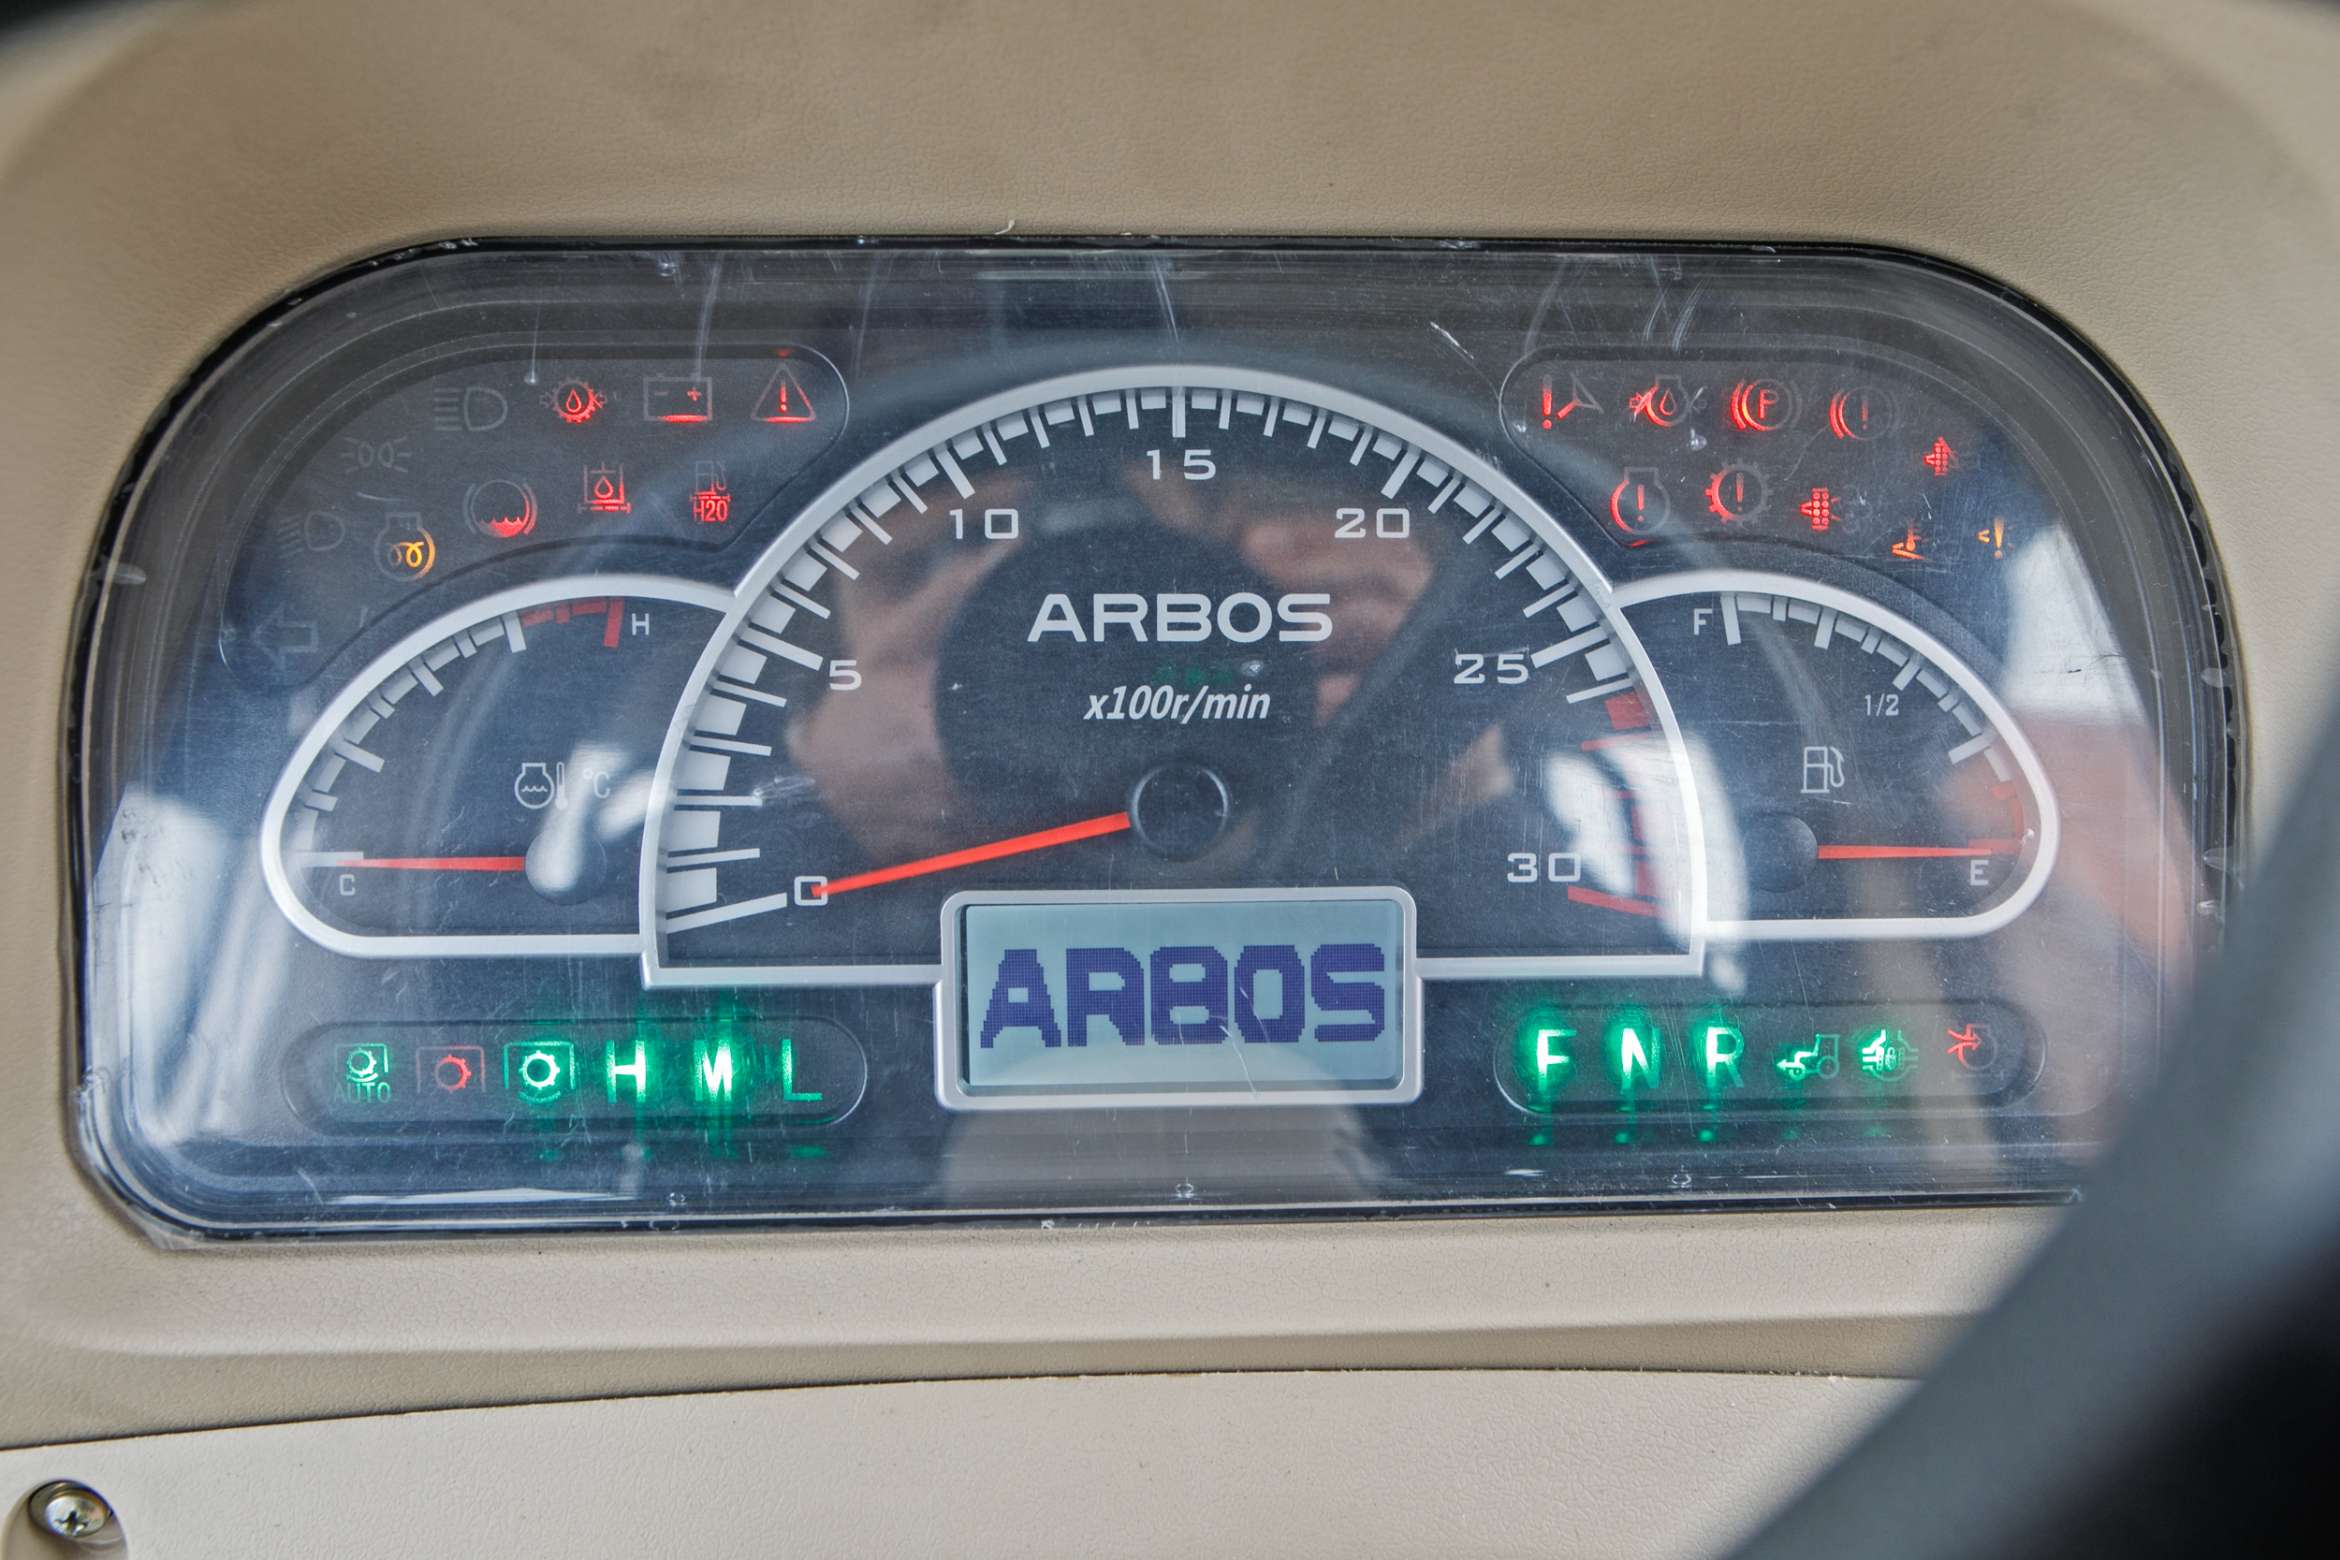 P
H2O
15
10
20
ARBOS
H
F
5
25
x100r/min
1/2
°C
30
C
0
E
ARBOS
AUTO
H M L
F N R